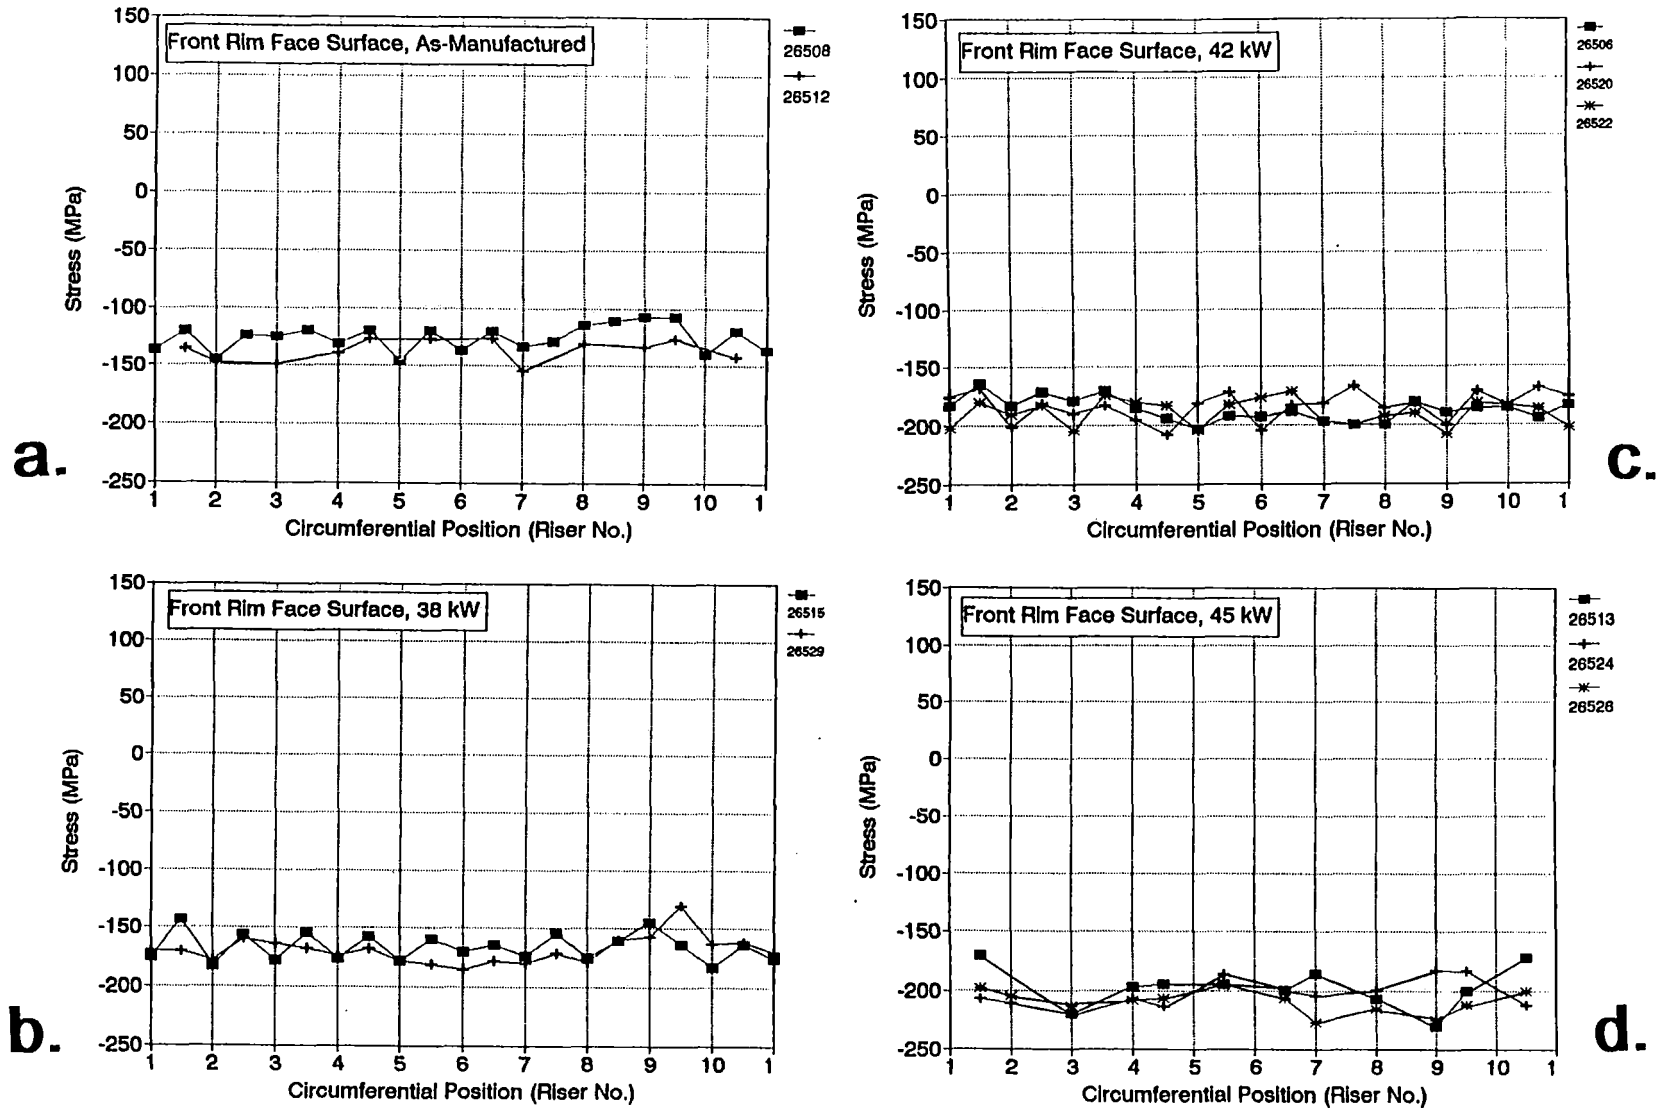 150
100
50
0
-50
-100
-150
-200
-250
Stress (MPa)
Front Rim Face Surface, As-Manufactured
26508
26512
1 2 3 4 5 6 7 8 9 10 1
Circumferential Position (Riser No.)
a.
150
100
50
0
-50
-100
-150
-200
-250
Stress (MPa)
Front Rim Face Surface, 42 kW
26506
26520
26522
1 2 3 4 5 6 7 8 9 10 1
Circumferential Position (Riser No.)
c.
150
100
50
0
-50
-100
-150
-200
-250
Stress (MPa)
Front Rim Face Surface, 38 kW
26515
26529
1 2 3 4 5 6 7 8 9 10 1
Circumferential Position (Riser No.)
b.
150
100
50
0
-50
-100
-150
-200
-250
Stress (MPa)
Front Rim Face Surface, 45 kW
26513
26524
26526
1 2 3 4 5 6 7 8 9 10 1
Circumferential Position (Riser No.)
d.